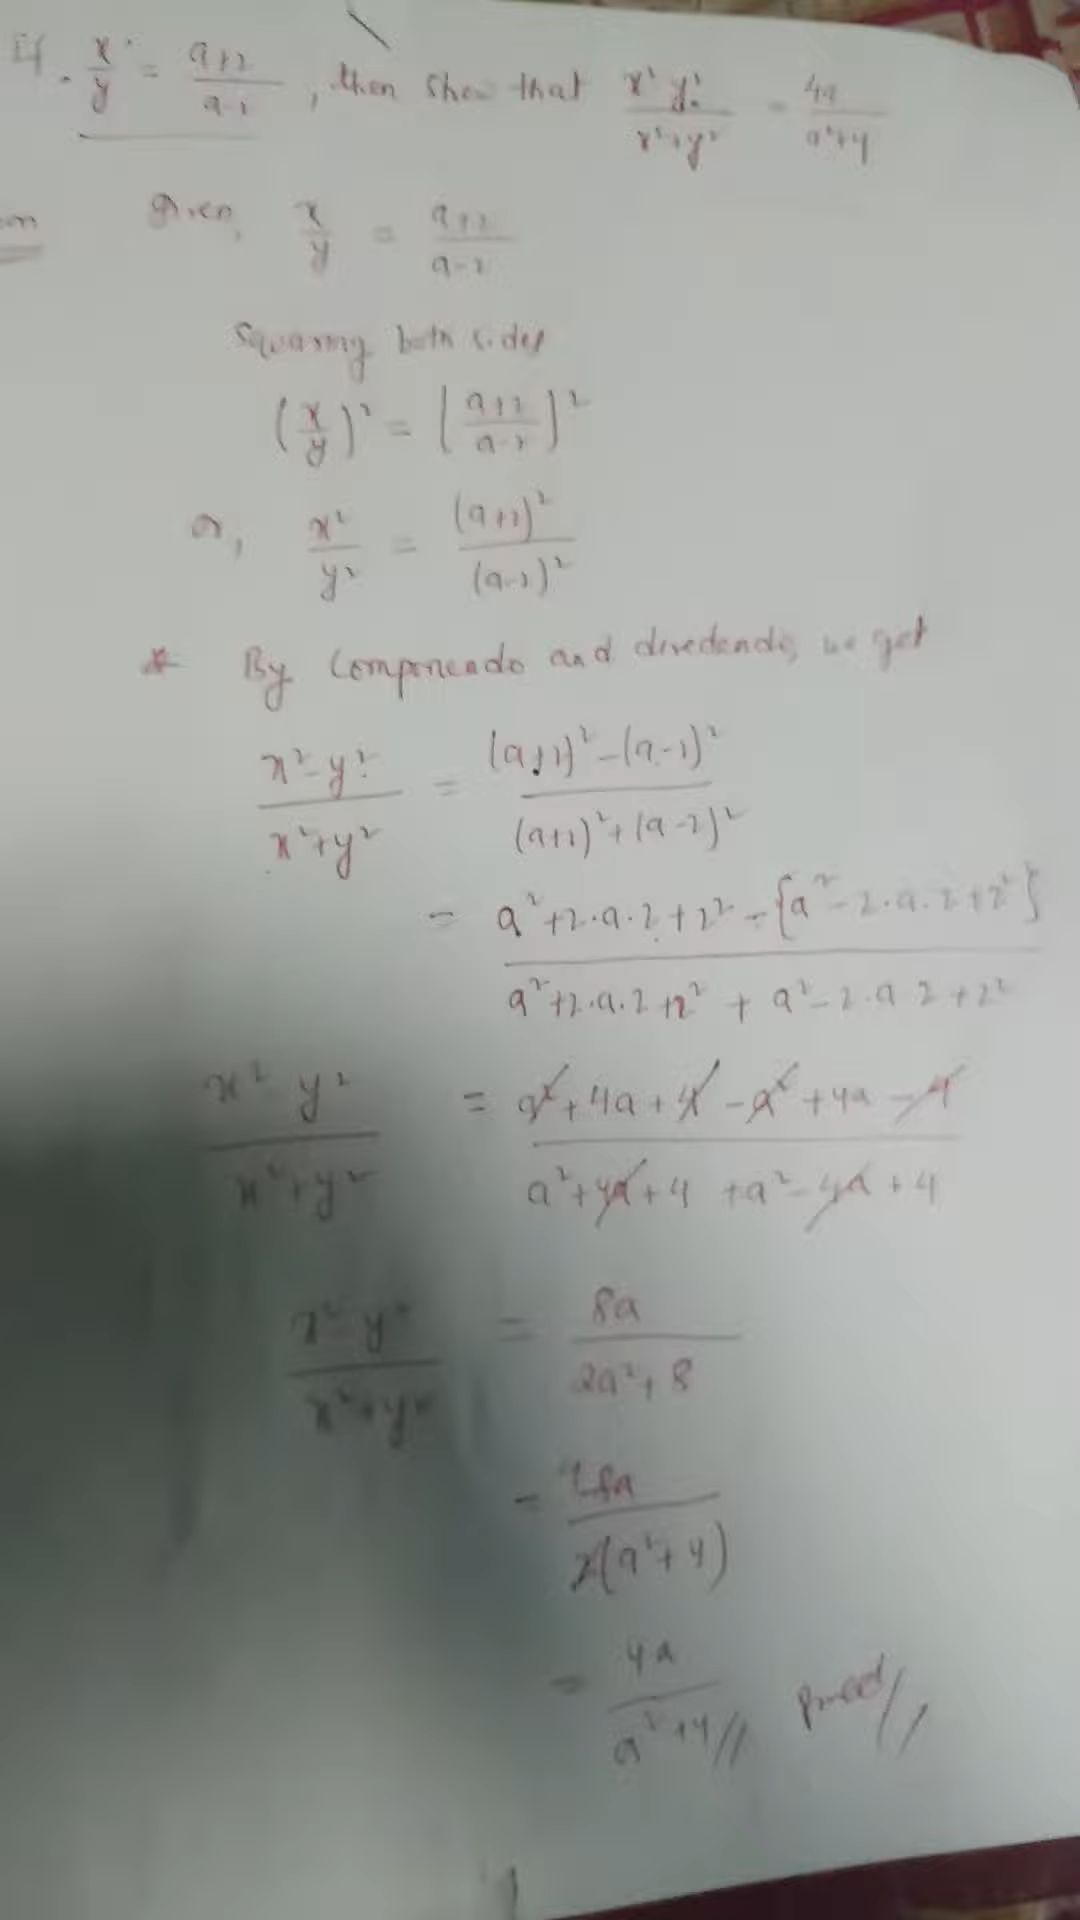 If x/y = a+2/a-2, then show that x² y²/x²+y² = 4a/a²+4
Given, x/y = a+2/a-2
Squaring both sides
(x/y)² = [a+2/a-2]²
or, x²/y² = (a+2)²/(a-2)²
* By componendo and dividendo, we get
x²-y²/x²+y² = (a+2)²-(a-2)²/(a+2)²+(a-2)²
= a²+2·a·2+2²-{a²-2·a·2+2²}/a²+2·a·2+2² + a²-2·a 2+2²
x² y²/x²+y² = a²+4a+4-a²+4a-4/a²+4a+4 +a²-4a+4
x²-y²/x²+y² = 8a/2a²+8
= 8a/2(a²+4)
= 4a/a²+4// proved//